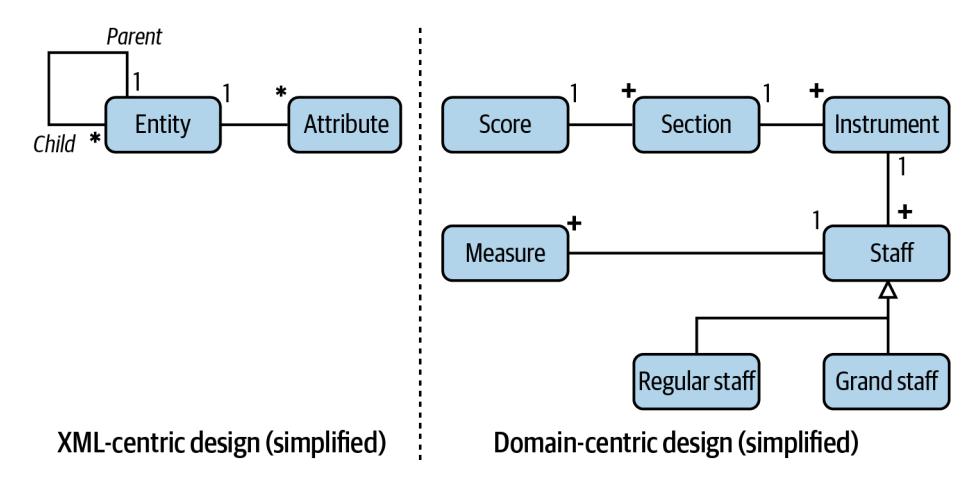 Parent
1
Entity
1
*
Attribute
Child
*
XML-centric design (simplified)
Score
1
+
Section
1
+
Instrument
1
+
Measure
+
1
Staff
Regular staff
Grand staff
Domain-centric design (simplified)